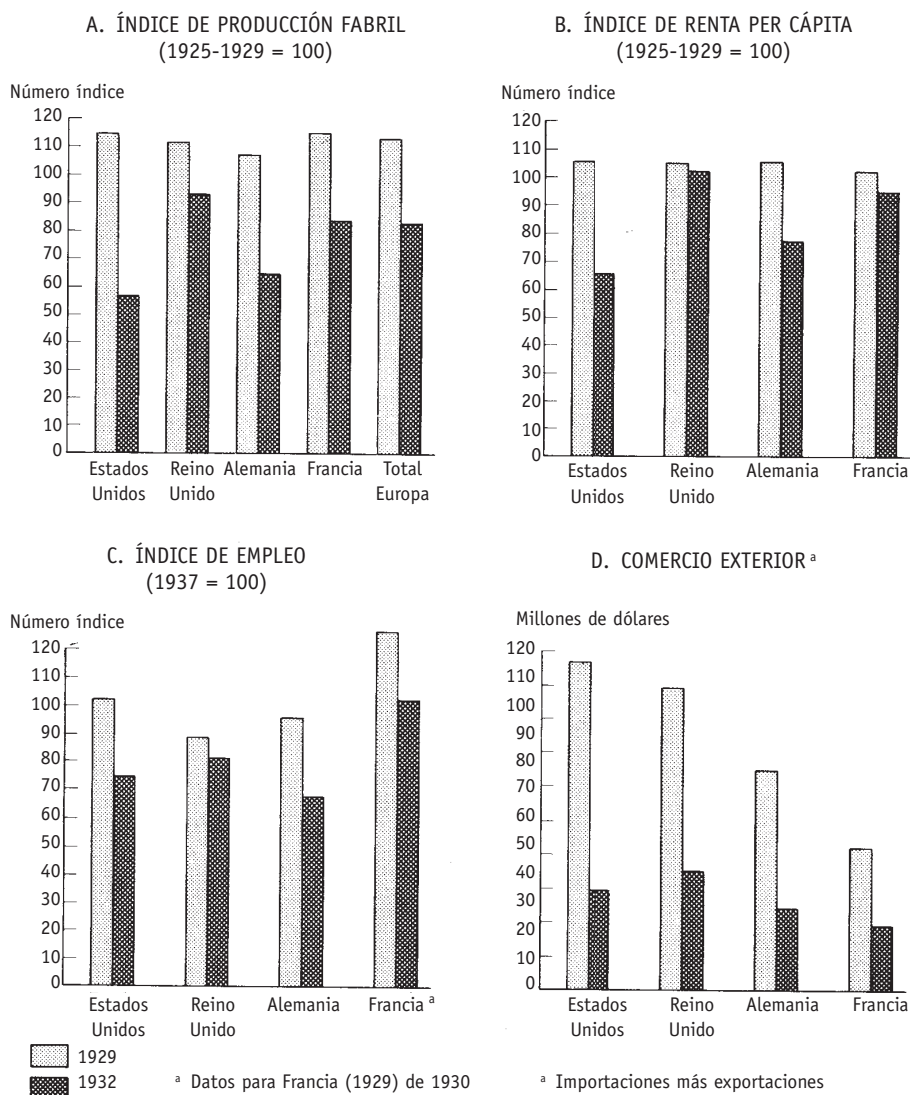 A. ÍNDICE DE PRODUCCIÓN FABRIL
(1925-1929 = 100)
Número índice
120
110
100
90
80
70
60
50
40
30
20
10
0
Estados
Unidos
Reino
Unido
Alemania
Francia
Total
Europa
B. ÍNDICE DE RENTA PER CÁPITA
(1925-1929 = 100)
Número índice
120
110
100
90
80
70
60
50
40
30
20
10
0
Estados
Unidos
Reino
Unido
Alemania
Francia
C. ÍNDICE DE EMPLEO
(1937 = 100)
Número índice
120
110
100
90
80
70
60
50
40
30
20
10
0
Estados
Unidos
Reino
Unido
Alemania
Francia a
D. COMERCIO EXTERIOR a
Millones de dólares
120
110
100
80
70
50
40
30
20
10
0
Estados
Unidos
Reino
Unido
Alemania
Francia
1929
1932
a Datos para Francia (1929) de 1930
a Importaciones más exportaciones